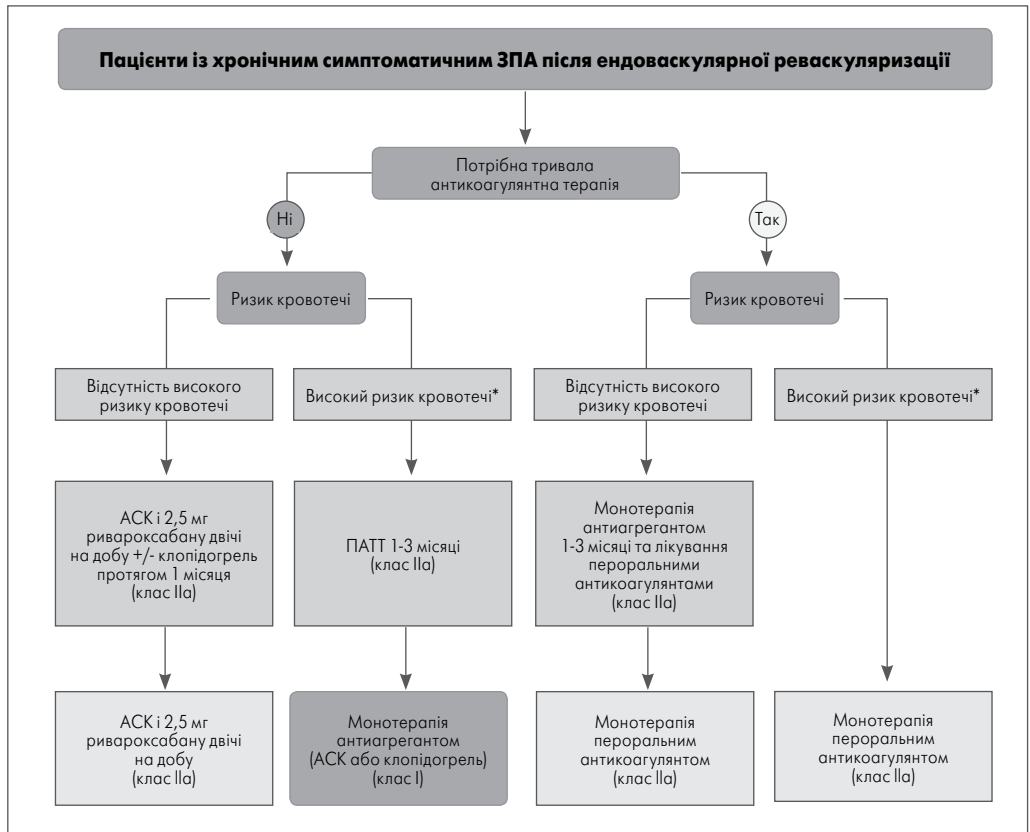 Пацієнти із хронічним симптоматичним ЗПА після ендоваскулярної реваскуляризації
Потрібна тривала
антикоагулянтна терапія
Ні
Так
Ризик кровотечі
Ризик кровотечі
Відсутність високого
ризику кровотечі
Високий ризик кровотечі*
Відсутність високого
ризику кровотечі
Високий ризик кровотечі*
АСК і 2,5 мг
ривароксабану двічі
на добу +/- клопідогрель
протягом 1 місяця
(клас IIa)
ПАТТ 1-3 місяці
(клас IIa)
Монотерапія
антиагрегантом
1-3 місяці та лікування
пероральними
антикоагулянтами
(клас IIa)
АСК і 2,5 мг
ривароксабану двічі
на добу
(клас IIa)
Монотерапія
антиагрегантом
(АСК або клопідогрель)
(клас I)
Монотерапія
пероральним
антикоагулянтом
(клас IIa)
Монотерапія
пероральним
антикоагулянтом
(клас IIa)